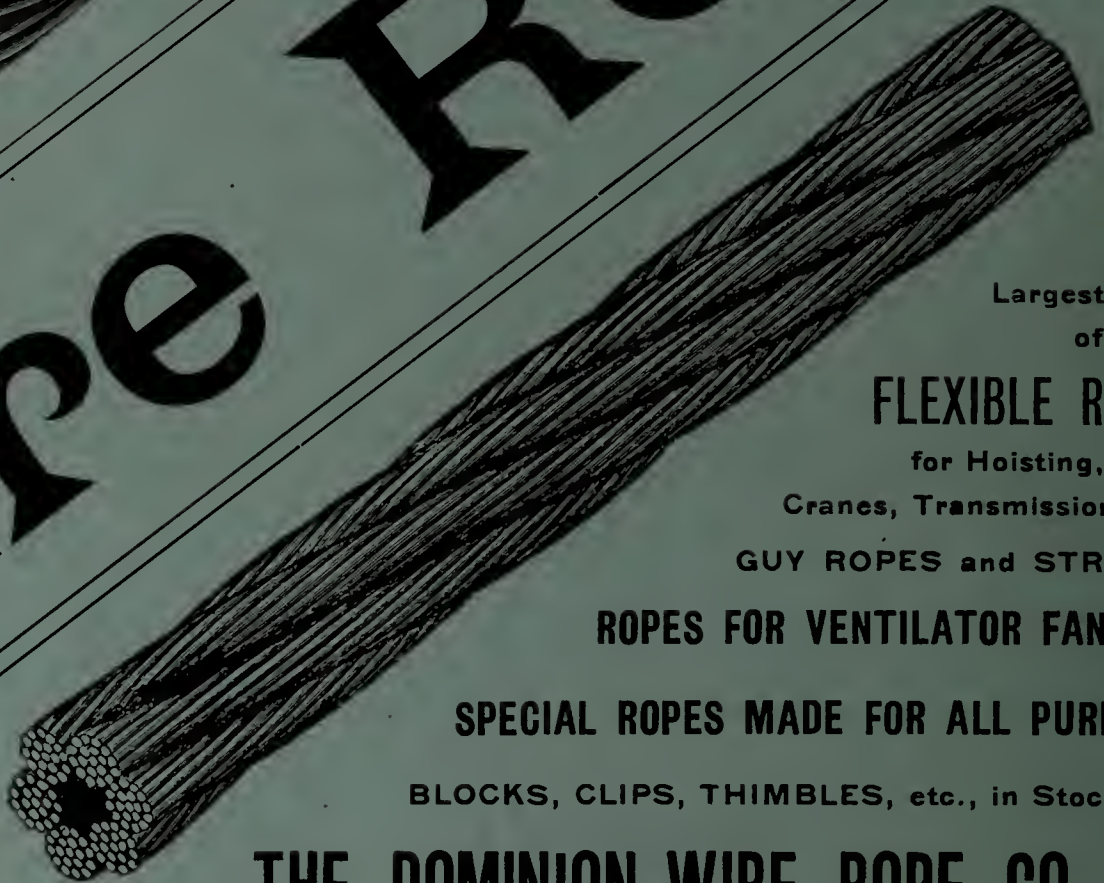 re Ro
Largest
of
FLEXIBLE R
for Hoisting,
Cranes, Transmission
GUY ROPES and STR
ROPES FOR VENTILATOR FAN
SPECIAL ROPES MADE FOR ALL PUR
BLOCKS, CLIPS, THIMBLES, etc., in Stoc
THE DOMINION WIRE ROPE CO.